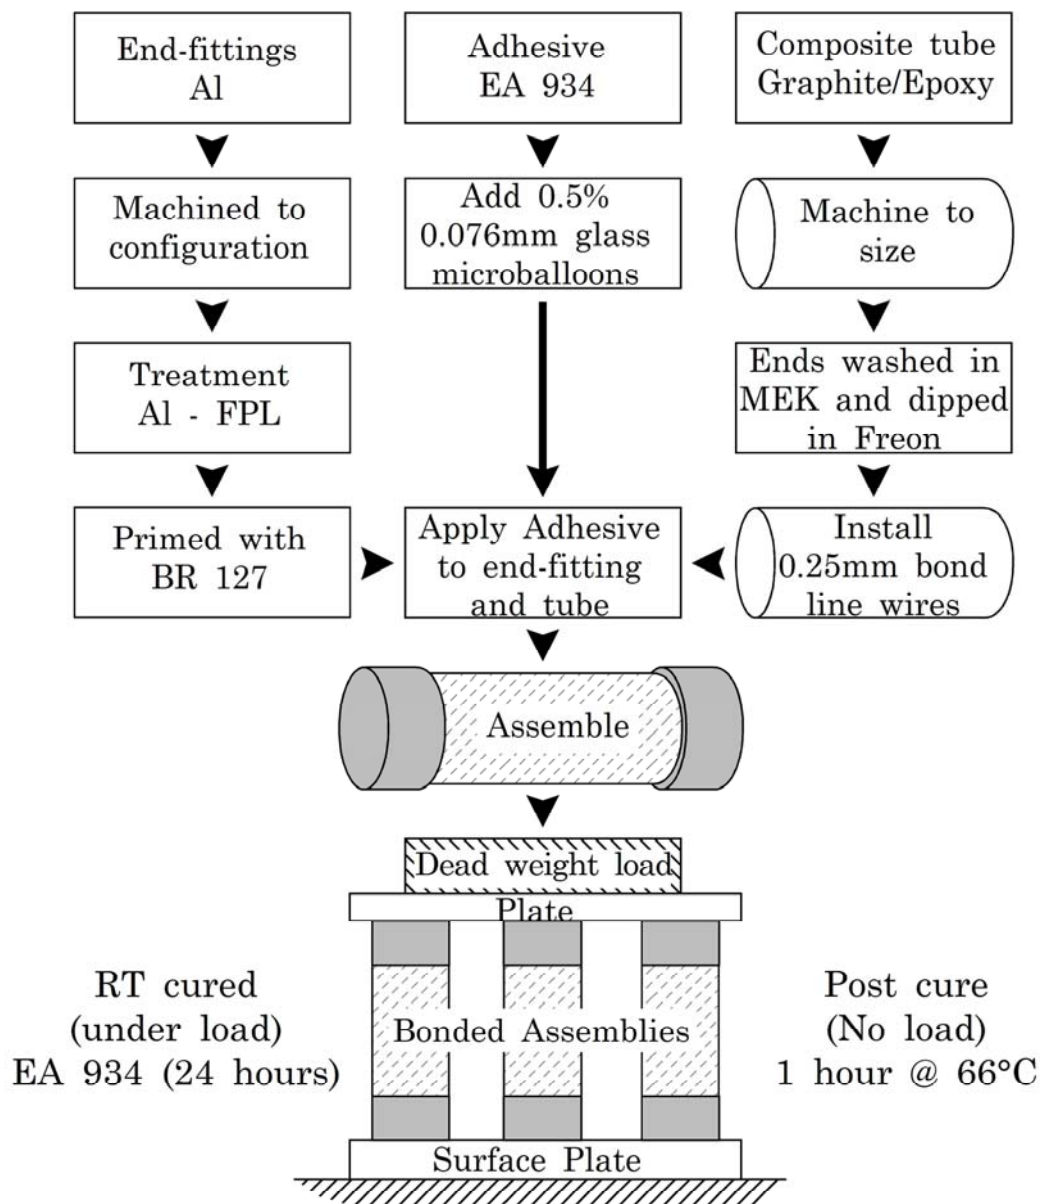 End-fittings
Al
Adhesive
EA 934
Composite tube
Graphite/Epoxy
Machined to
configuration
Add 0.5%
0.076mm glass
microballoons
Machine to
size
Treatment
Al - FPL
Ends washed in
MEK and dipped
in Freon
Primed with
BR 127
Apply Adhesive
to end-fitting
and tube
Install
0.25mm bond
line wires
Assemble
Dead weight load
Plate
RT cured
(under load)
EA 934 (24 hours)
Bonded Assemblies
Post cure
(No load)
1 hour @ 66°C
Surface Plate